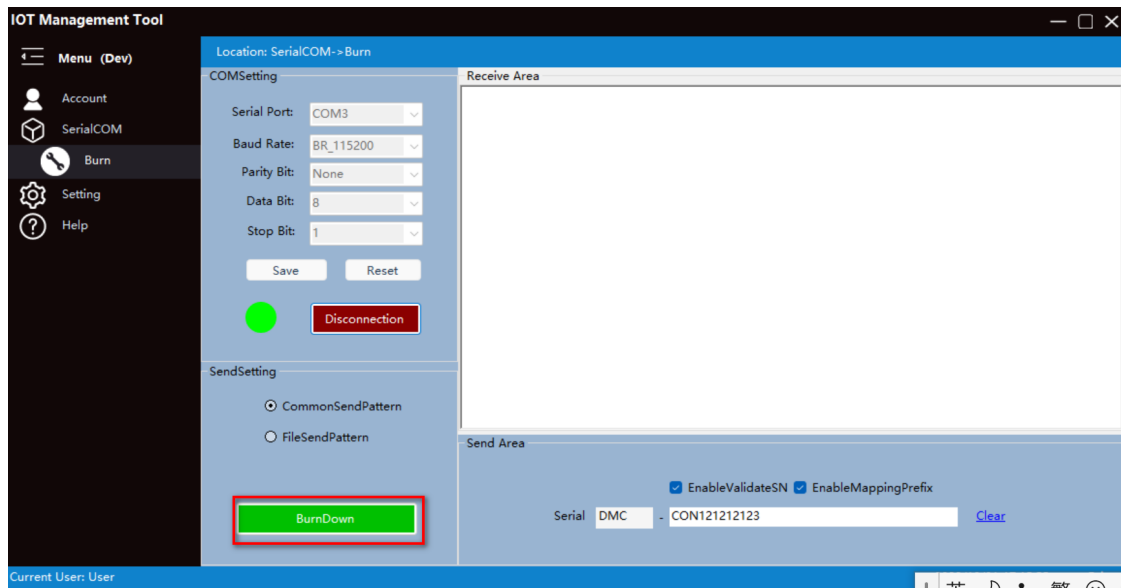 IOT Management Tool
Menu (Dev)
Account
SerialCOM
Burn
Setting
Help
Location: SerialCOM->Burn
COMSetting
Serial Port: COM3
Baud Rate: BR_115200
Parity Bit: None
Data Bit: 8
Stop Bit: 1
Save Reset
Disconnection
SendSetting
CommonSendPattern
FileSendPattern
BurnDown
Receive Area
Send Area
EnableValidateSN EnableMappingPrefix
Serial DMC - CON121212123 Clear
Current User: User